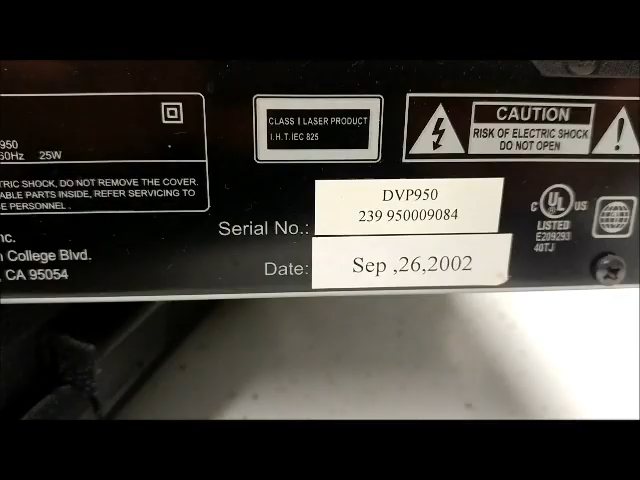 950
60Hz 25W
TRIC SHOCK, DO NOT REMOVE THE COVER.
ABLE PARTS INSIDE, REFER SERVICING TO
E PERSONNEL.
nc.
n College Blvd.
, CA 95054
CLASS I LASER PRODUCT
I.H.T.IEC 825
CAUTION
RISK OF ELECTRIC SHOCK
DO NOT OPEN
Serial No.:
DVP950
239 950009084
Date:
Sep ,26,2002
C UL US
LISTED
E209293
40TJ